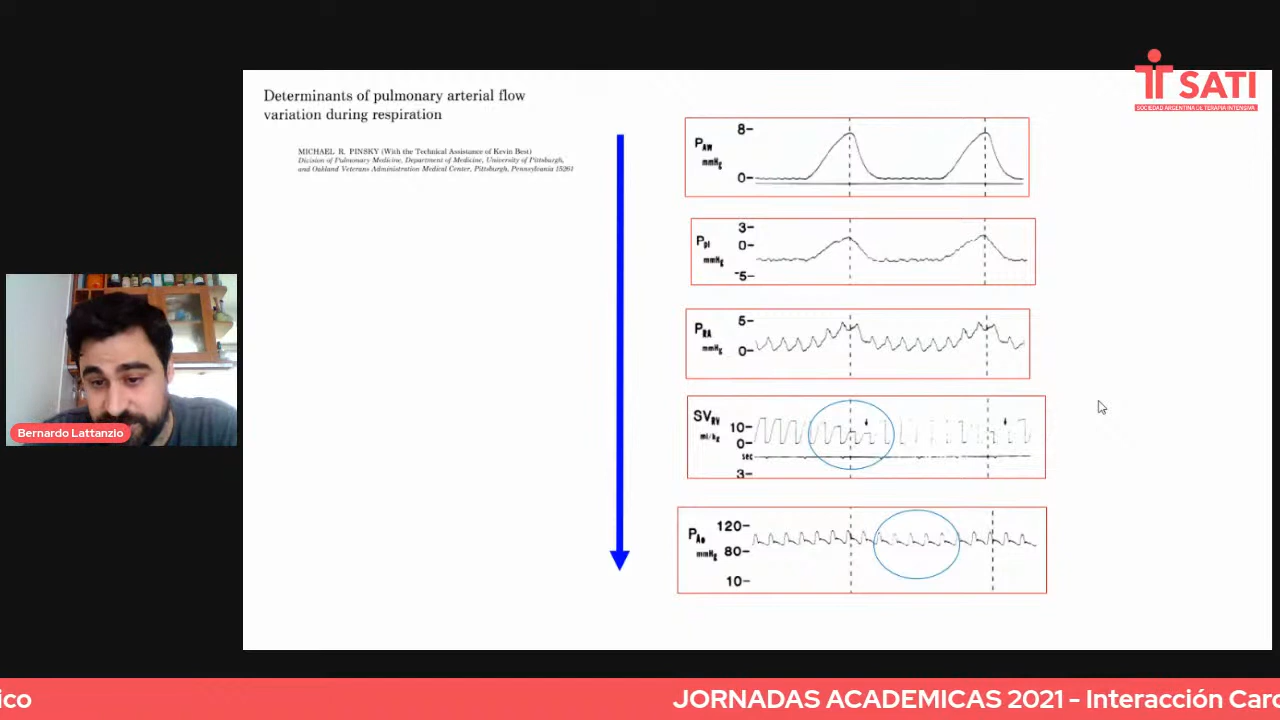 SATI
SOCIEDAD ARGENTINA DE TERAPIA INTENSIVA
Determinants of pulmonary arterial flow
variation during respiration
MICHAEL R. PINSKY (With the Technical Assistance of Kevin Best)
Division of Pulmonary Medicine, Department of Medicine, University of Pittsburgh,
and Oakland Veterans Administration Medical Center, Pittsburgh, Pennsylvania 15261
PAW
mmHg
8-
0-
Ppl
mmHg
3-
0-
-5-
PRA
mmHg
5-
0-
SVRV
ml/kg
10-
0-
sec
3-
PAo
mmHg
120-
80-
10-
Bernardo Lattanzio
ico
JORNADAS ACADEMICAS 2021 - Interacción Card